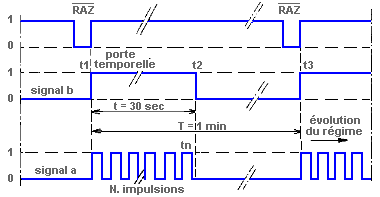 RAZ RAZ
1
0
porte
temporelle
t1 t2 t3
1
signal b
0
t = 30 sec
T = 1 min
évolution
du régime
tn
1
signal a
0
N. impulsions